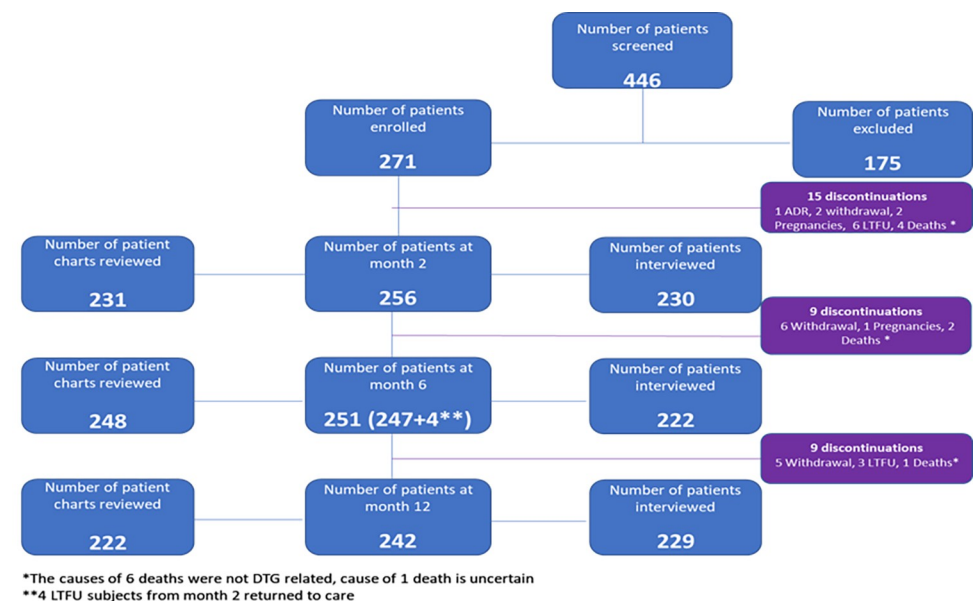 Number of patients
screened
446
Number of patients
enrolled
271
Number of patients
excluded
175
15 discontinuations
1 ADR, 2 withdrawal, 2
Pregnancies, 6 LTFU, 4 Deaths *
Number of patient
charts reviewed
231
Number of patients at
month 2
256
Number of patients
interviewed
230
9 discontinuations
6 Withdrawal, 1 Pregnancies, 2
Deaths *
Number of patient
charts reviewed
248
Number of patients at
month 6
251 (247+4**)
Number of patients
interviewed
222
9 discontinuations
5 Withdrawal, 3 LTFU, 1 Deaths*
Number of patient
charts reviewed
222
Number of patients at
month 12
242
Number of patients
interviewed
229
*The causes of 6 deaths were not DTG related, cause of 1 death is uncertain
**4 LTFU subjects from month 2 returned to care